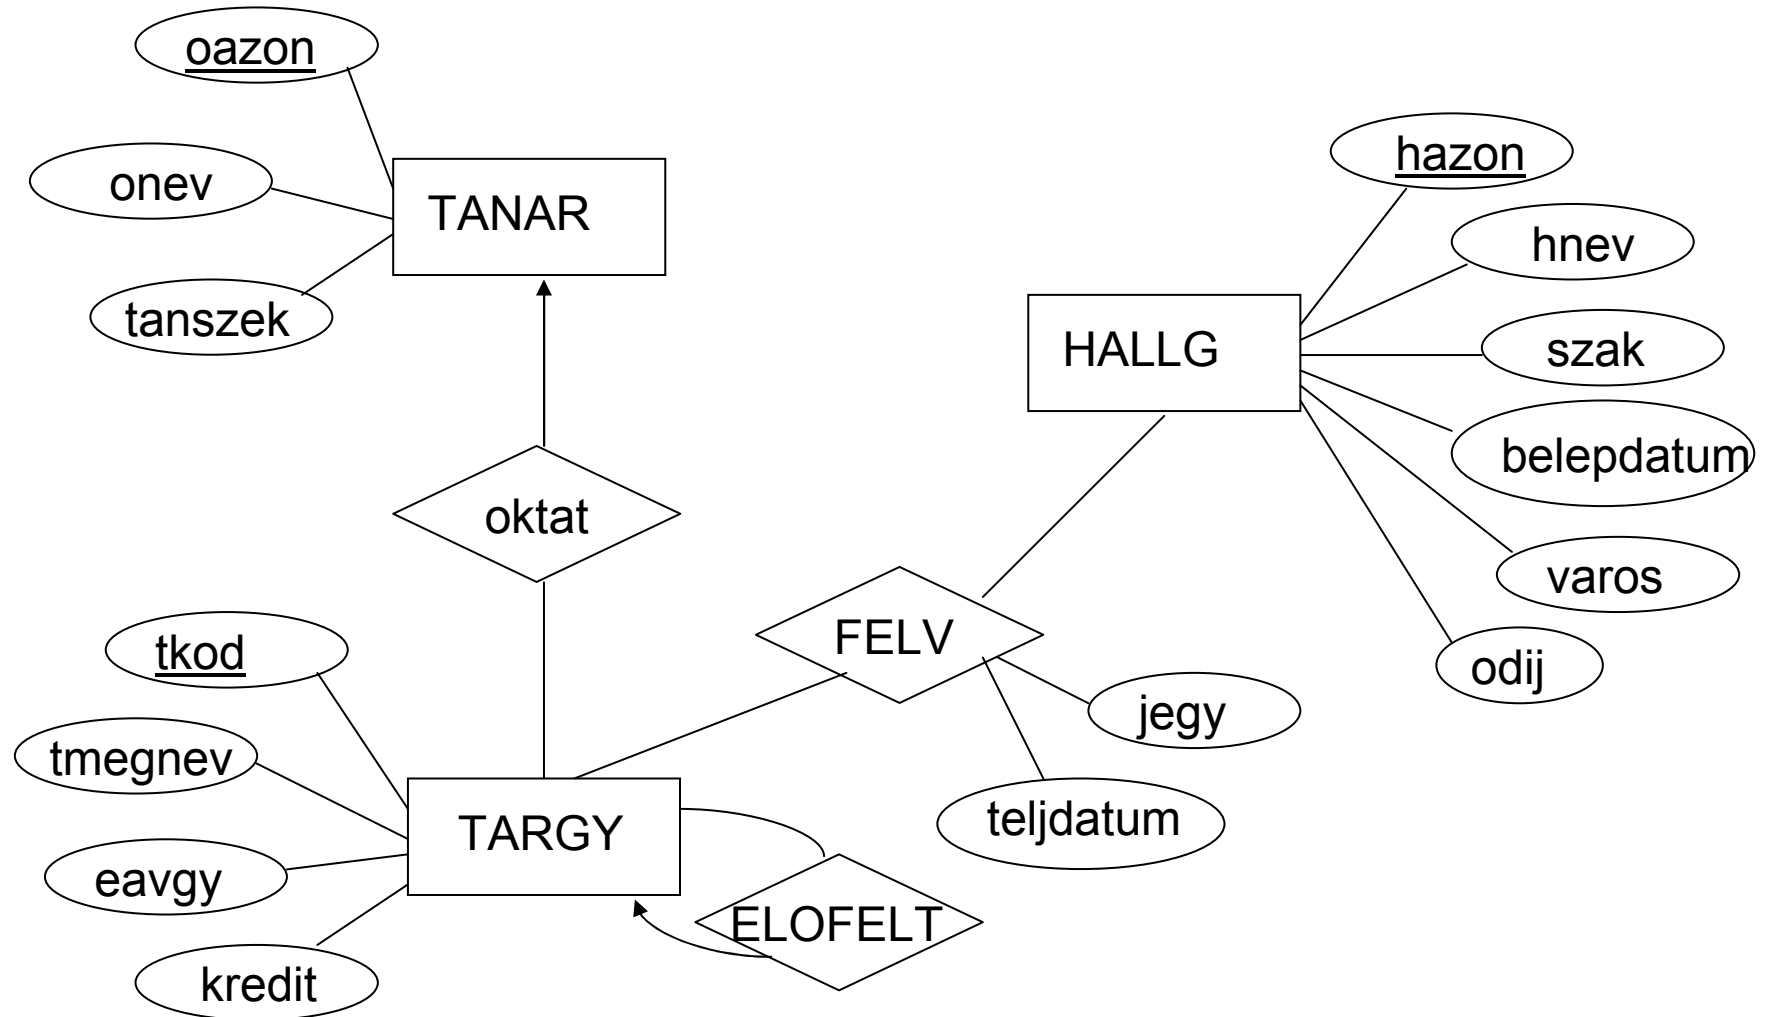 oazon
onev
TANAR
tanszek
hazon
hnev
HALLG
szak
belepdatum
varos
odij
oktat
FELV
jegy
teljdatum
tkod
tmegnev
TARGY
eavgy
kredit
ELOFELT